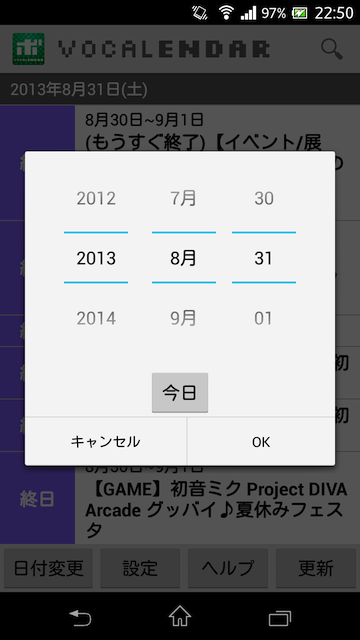 97% 22:50
ボ VOCALENDAR
2013年8月31日(土)
8月30日~9月1日
(もうすぐ終了)【イベント/展
の
2012 7月 30
2013 8月 31
2014 9月 01
初
初
今日
キャンセル OK
8月30日~9月1日
終日
【GAME】初音ミク Project DIVA
Arcade グッバイ♪夏休みフェス
タ
日付変更 設定 ヘルプ 更新